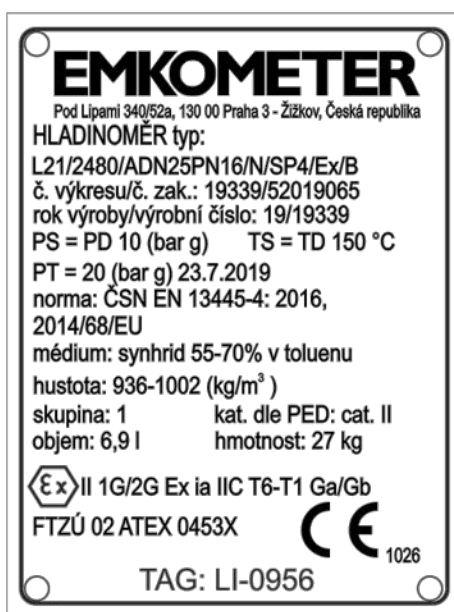 EMKOMETER
Pod Lipami 340/52a, 130 00 Praha 3 - Žižkov, Česká republika
HLADINOMĚR typ:
L21/2480/ADN25PN16/N/SP4/Ex/B
č. výkresu/č. zak.: 19339/52019065
rok výroby/výrobní číslo: 19/19339
PS = PD 10 (bar g) TS = TD 150 °C
PT = 20 (bar g) 23.7.2019
norma: ČSN EN 13445-4: 2016,
2014/68/EU
médium: synhrid 55-70% v toluenu
hustota: 936-1002 (kg/m³)
skupina: 1 kat. dle PED: cat. II
objem: 6,9 l hmotnost: 27 kg
Ex II 1G/2G Ex ia IIC T6-T1 Ga/Gb
FTZÚ 02 ATEX 0453X CE 1026
TAG: LI-0956